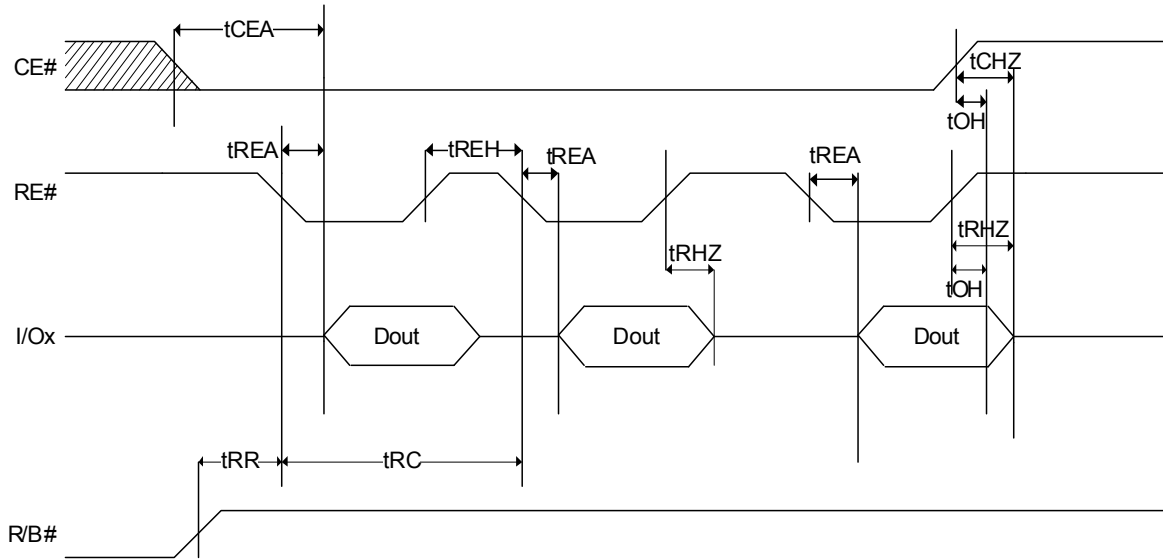 tCEA
CE#
tCHZ
tOH
tREA
tREH
tREA
tREA
RE#
tRHZ
tRHZ
tOH
I/Ox
Dout
Dout
Dout
tRR
tRC
R/B#